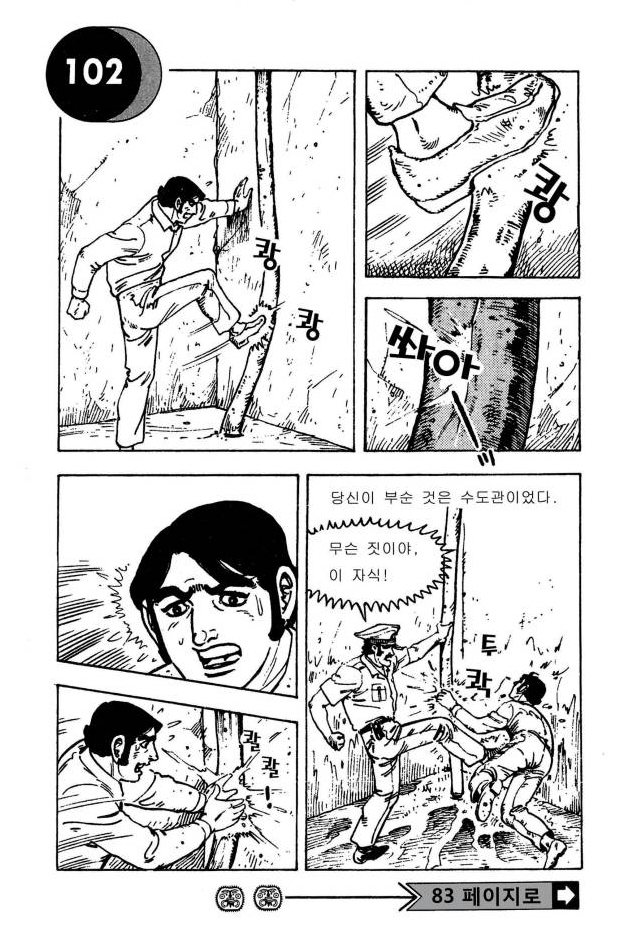 102
쾅
쾅
쾅
쏴아
당신이 부순 것은 수도관이었다.
무슨 짓이야,
이 자식!
투
콱
콸
콸
!
83 페이지로